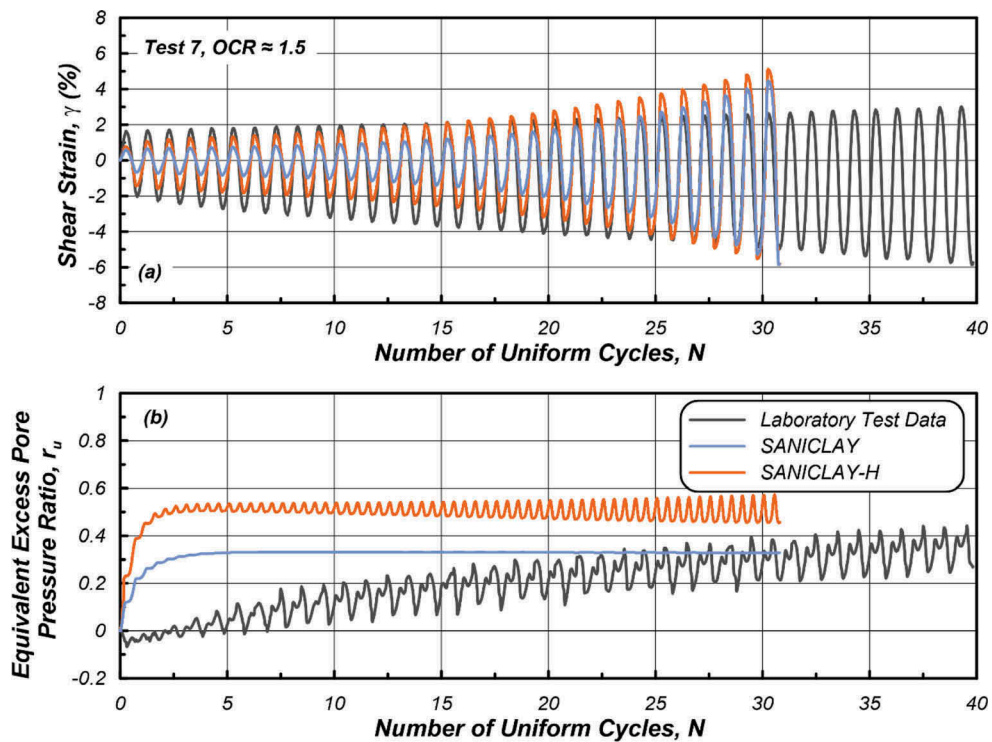 8
6
4
2
0
-2
-4
-6
-8
Shear Strain, γ (%)
Test 7, OCR ≈ 1.5
(a)
0 5 10 15 20 25 30 35 40
Number of Uniform Cycles, N
1
0.8
0.6
0.4
0.2
0
-0.2
Equivalent Excess Pore
Pressure Ratio, ru
(b)
Laboratory Test Data
SANICLAY
SANICLAY-H
0 5 10 15 20 25 30 35 40
Number of Uniform Cycles, N